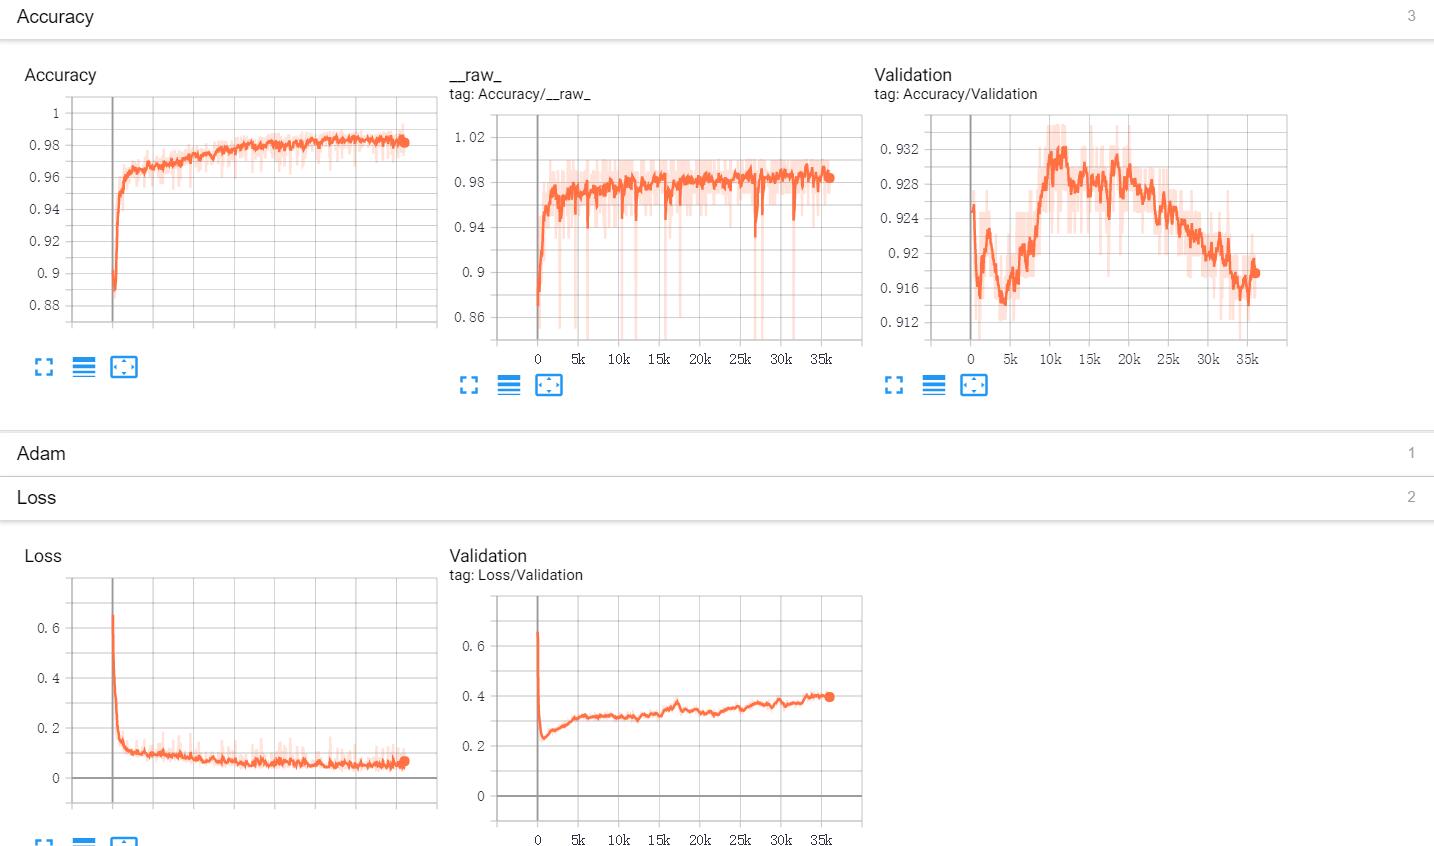 Accuracy 3
Accuracy
1
0.98
0.96
0.94
0.92
0.9
0.88
__raw_
tag: Accuracy/__raw_
1.02
0.98
0.94
0.9
0.86
0 5k 10k 15k 20k 25k 30k 35k
Validation
tag: Accuracy/Validation
0.932
0.928
0.924
0.92
0.916
0.912
0 5k 10k 15k 20k 25k 30k 35k
Adam 1
Loss 2
Loss
0.6
0.4
0.2
0
Validation
tag: Loss/Validation
0.6
0.4
0.2
0
0 5k 10k 15k 20k 25k 30k 35k